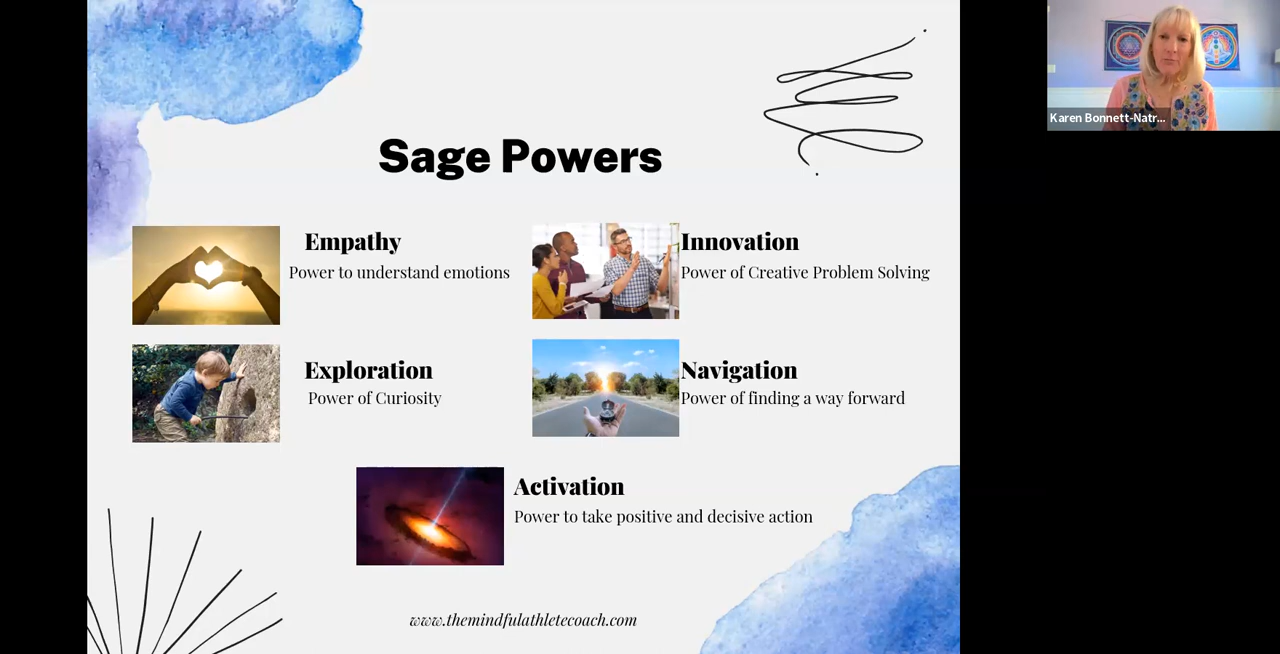 Karen Bonnett-Natr...
Sage Powers
Empathy
Power to understand emotions
Innovation
Power of Creative Problem Solving
Exploration
Power of Curiosity
Navigation
Power of finding a way forward
Activation
Power to take positive and decisive action
www.themindfulathletecoach.com